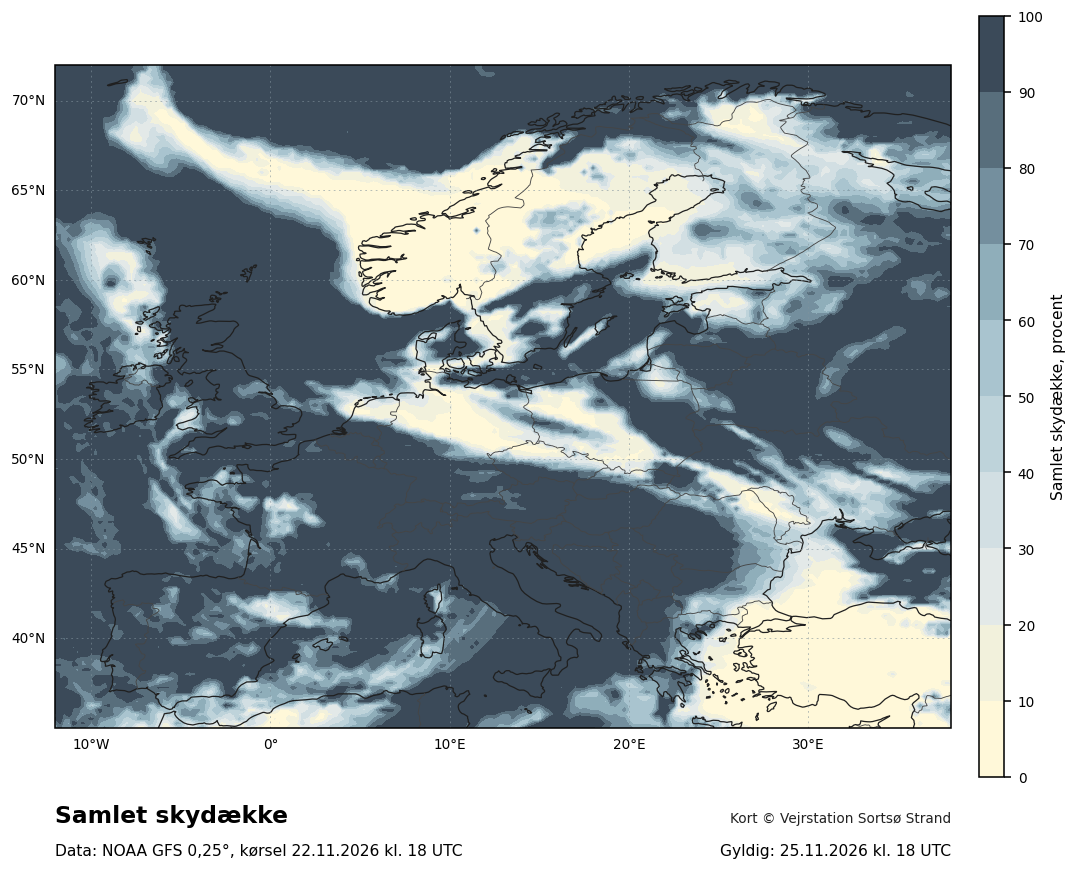 100
90
80
70
60
50
40
30
20
10
0
Samlet skydække, procent
70°N
65°N
60°N
55°N
50°N
45°N
40°N
10°W
0°
10°E
20°E
30°E
Samlet skydække
Kort © Vejrstation Sortsø Strand
Data: NOAA GFS 0,25°, kørsel 22.11.2026 kl. 18 UTC
Gyldig: 25.11.2026 kl. 18 UTC